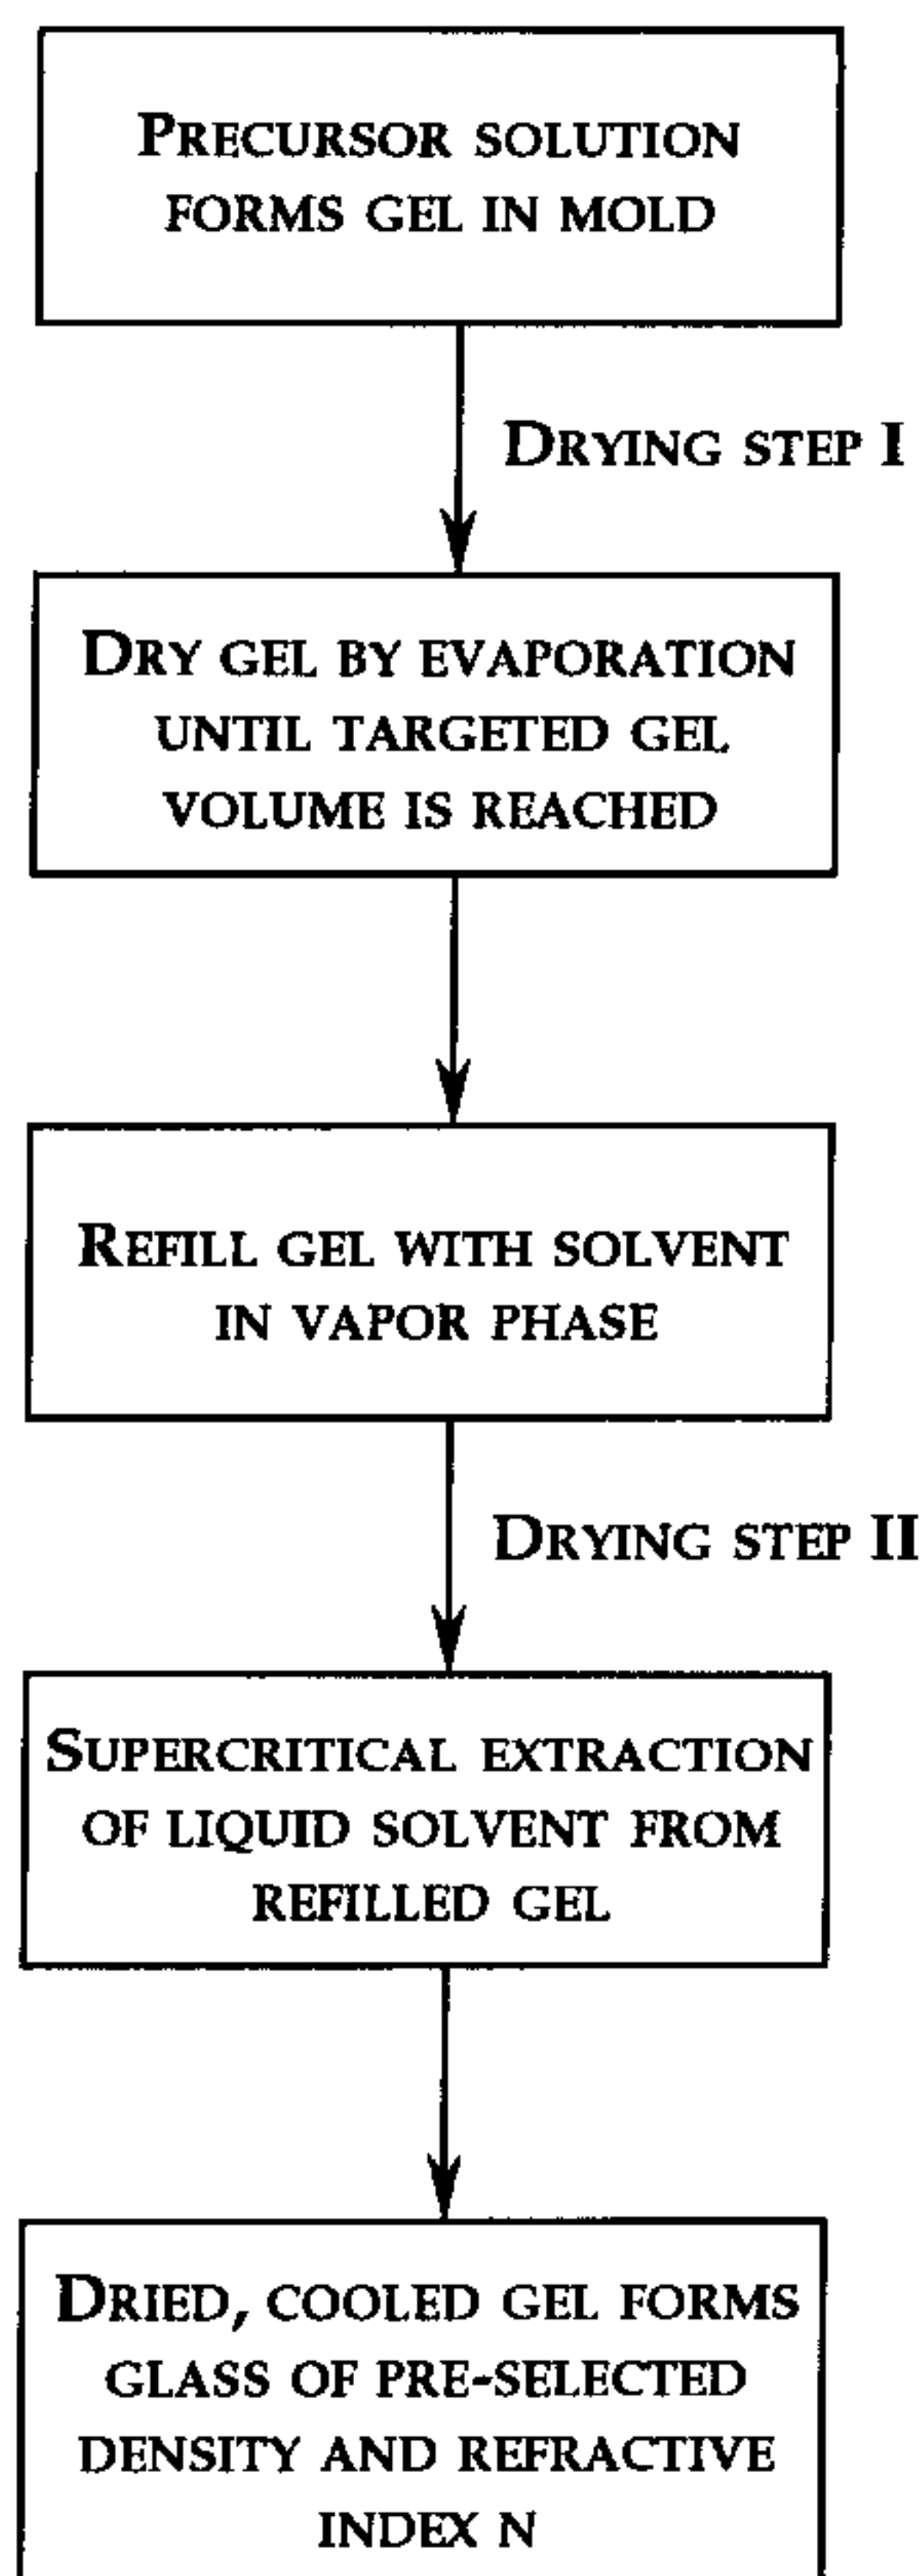 PRECURSOR SOLUTION
FORMS GEL IN MOLD
DRYING STEP I
DRY GEL BY EVAPORATION
UNTIL TARGETED GEL
VOLUME IS REACHED
REFILL GEL WITH SOLVENT
IN VAPOR PHASE
DRYING STEP II
SUPERCRITICAL EXTRACTION
OF LIQUID SOLVENT FROM
REFILLED GEL
DRIED, COOLED GEL FORMS
GLASS OF PRE-SELECTED
DENSITY AND REFRACTIVE
INDEX N